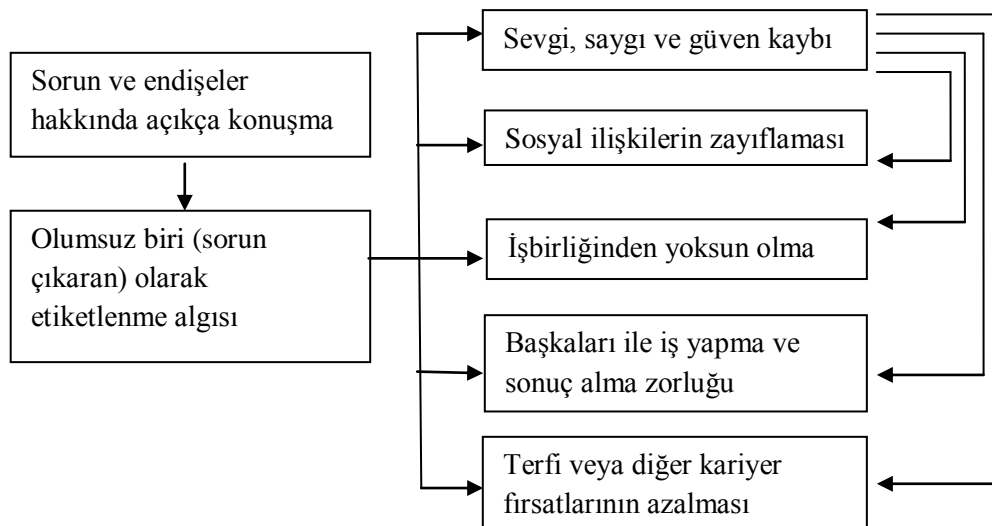 Sorun ve endişeler
hakkında açıkça konuşma
Olumsuz biri (sorun
çıkaran) olarak
etiketlenme algısı
Sevgi, saygı ve güven kaybı
Sosyal ilişkilerin zayıflaması
İşbirliğinden yoksun olma
Başkaları ile iş yapma ve
sonuç alma zorluğu
Terfi veya diğer kariyer
fırsatlarının azalması